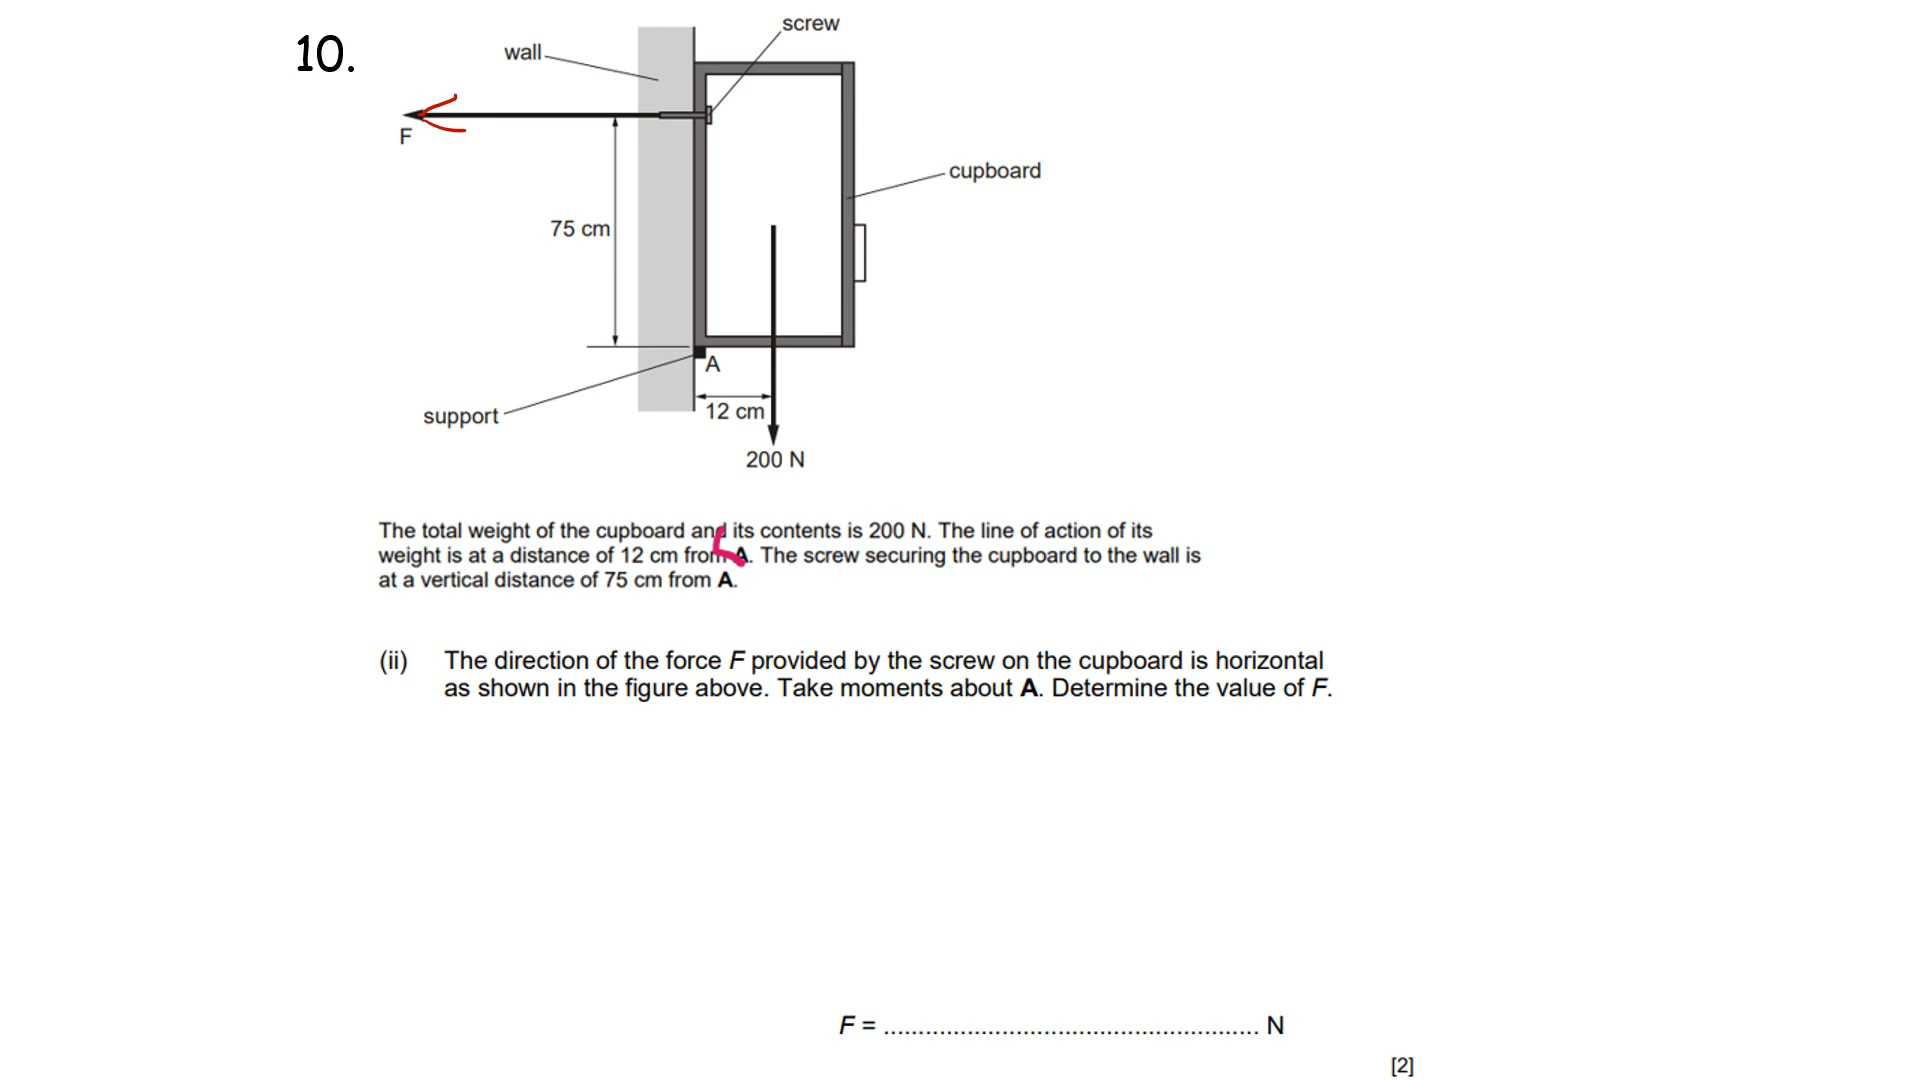 screw
10.
wall
F
cupboard
75 cm
A
support
12 cm
200 N
The total weight of the cupboard and its contents is 200 N. The line of action of its
weight is at a distance of 12 cm from A. The screw securing the cupboard to the wall is
at a vertical distance of 75 cm from A.
(ii) The direction of the force F provided by the screw on the cupboard is horizontal
as shown in the figure above. Take moments about A. Determine the value of F.
F = ........................................................ N
[2]